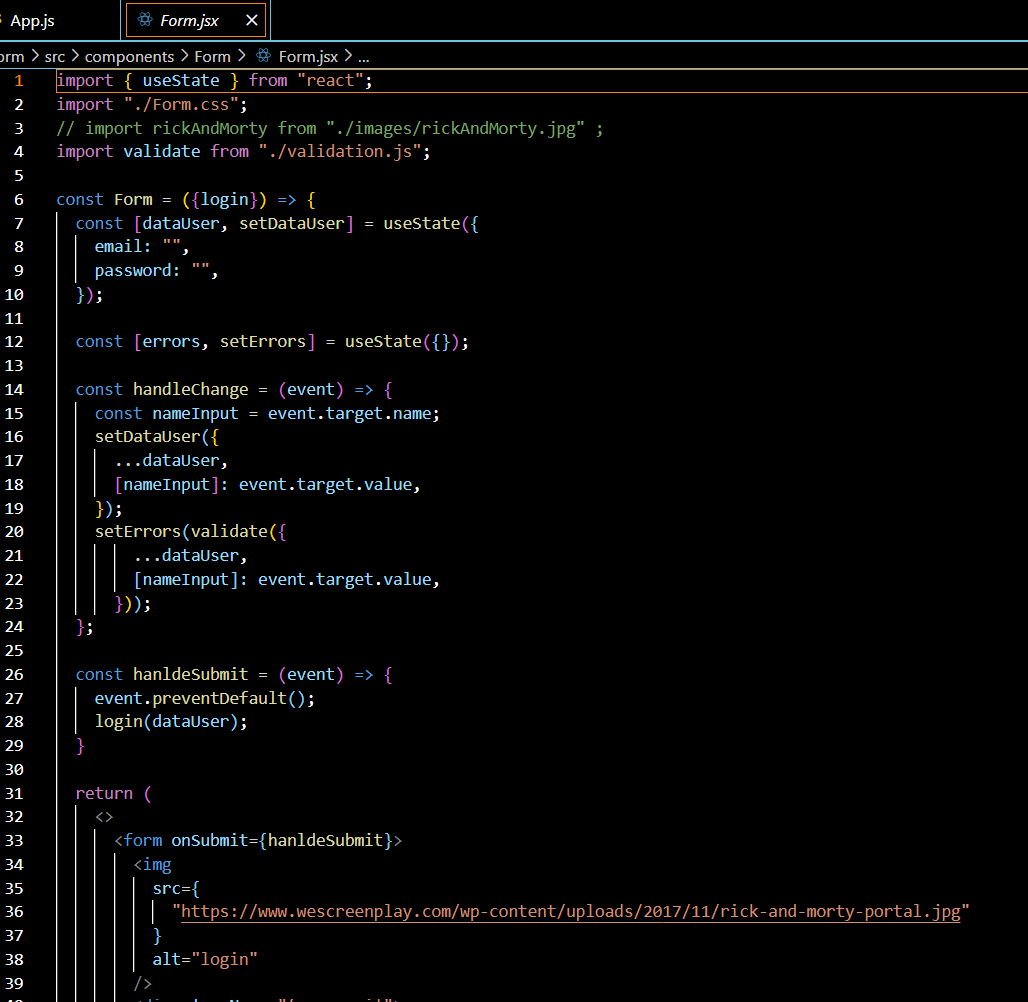 App.js Form.jsx
orm > src > components > Form > Form.jsx > ...
1 import { useState } from "react";
2 import "./Form.css";
3 // import rickAndMorty from "./images/rickAndMorty.jpg" ;
4 import validate from "./validation.js";
5
6 const Form = ({login}) => {
7 const [dataUser, setDataUser] = useState({
8 email: "",
9 password: "",
10 });
11
12 const [errors, setErrors] = useState({});
13
14 const handleChange = (event) => {
15 const nameInput = event.target.name;
16 setDataUser({
17 ...dataUser,
18 [nameInput]: event.target.value,
19 });
20 setErrors(validate({
21 ...dataUser,
22 [nameInput]: event.target.value,
23 }));
24 };
25
26 const hanldeSubmit = (event) => {
27 event.preventDefault();
28 login(dataUser);
29 }
30
31 return (
32 <>
33 <form onSubmit={hanldeSubmit}>
34 <img
35 src={
36 "https://www.wescreenplay.com/wp-content/uploads/2017/11/rick-and-morty-portal.jpg"
37 }
38 alt="login"
39 />